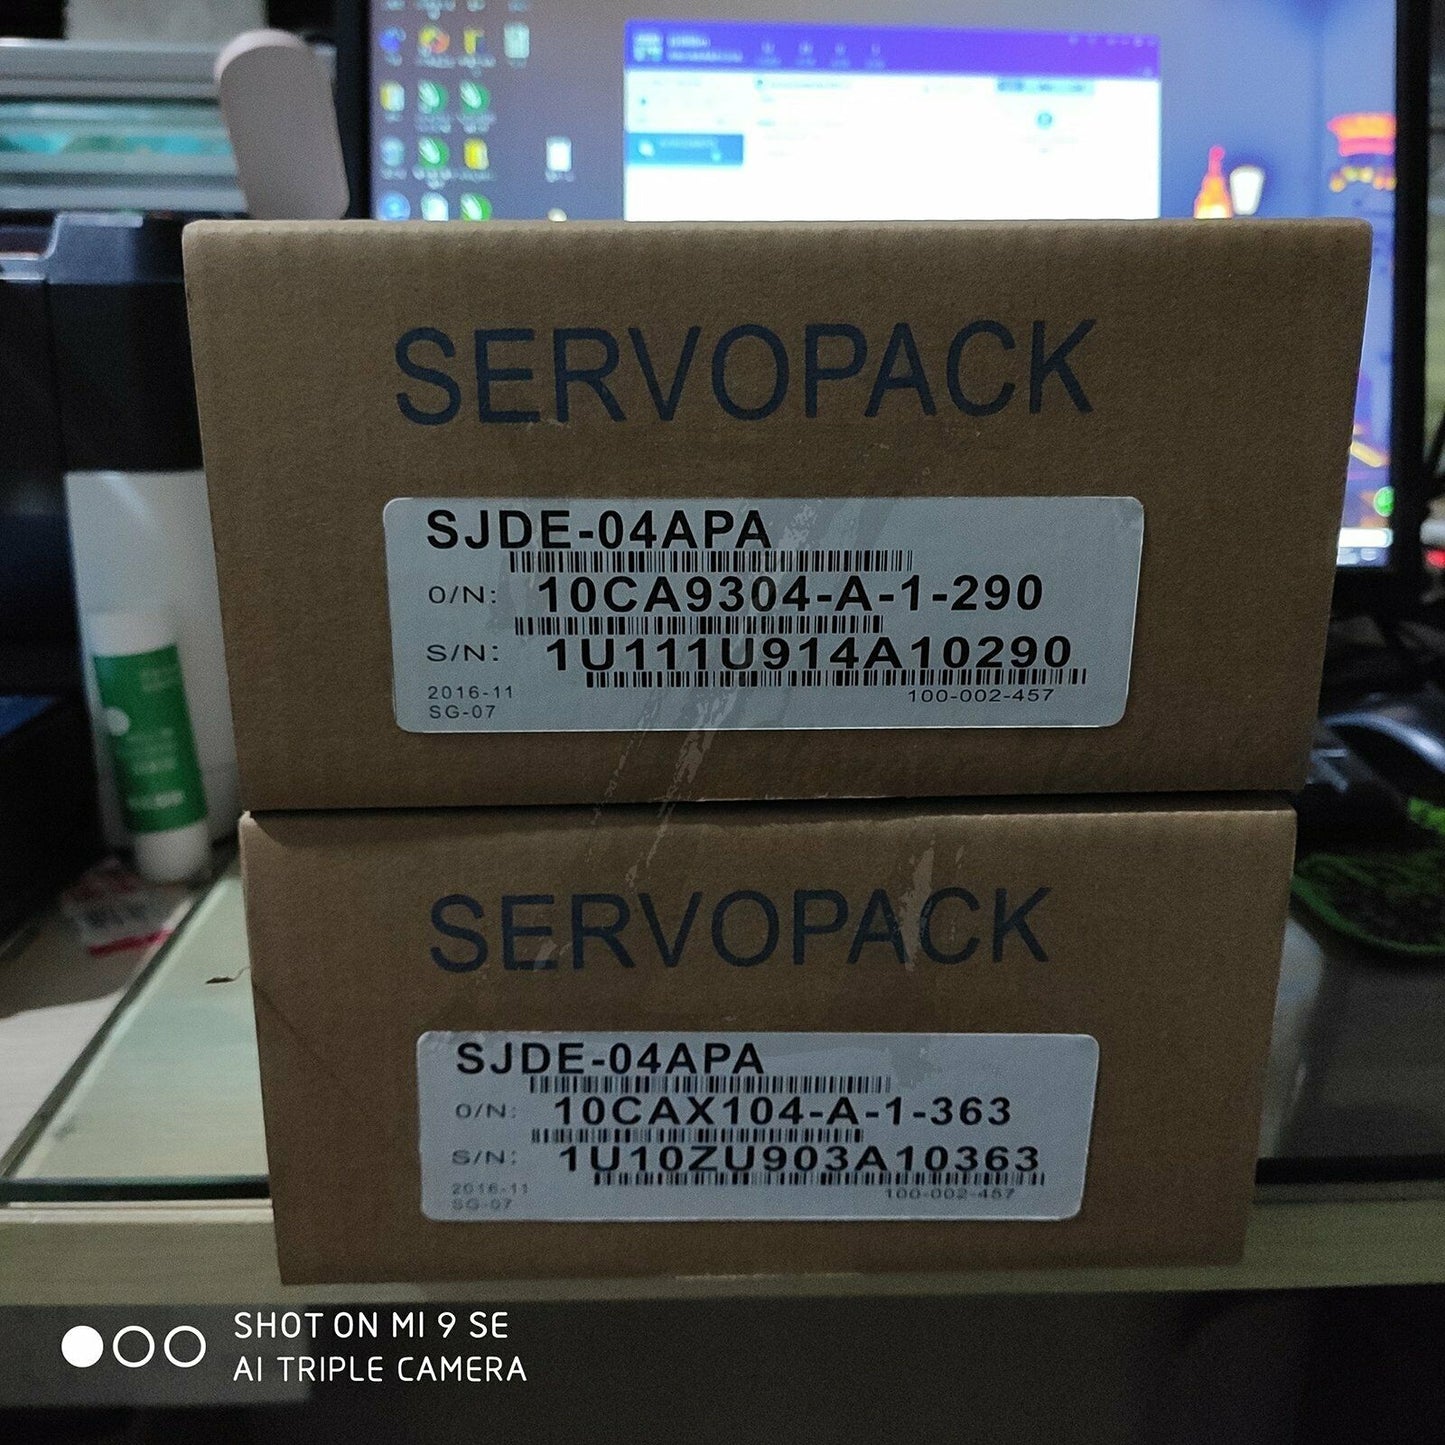 SERVOPACK
SJDE-04APA
O/N: 10CA9304-A-1-290
S/N: 1U111U914A10290
2016-11 100-002-457
SG-07
SERVOPACK
SJDE-04APA
O/N: 10CAX104-A-1-363
S/N: 1U10ZU903A10363
2016-11 100-002-457
SG-07
SHOT ON MI 9 SE
AI TRIPLE CAMERA